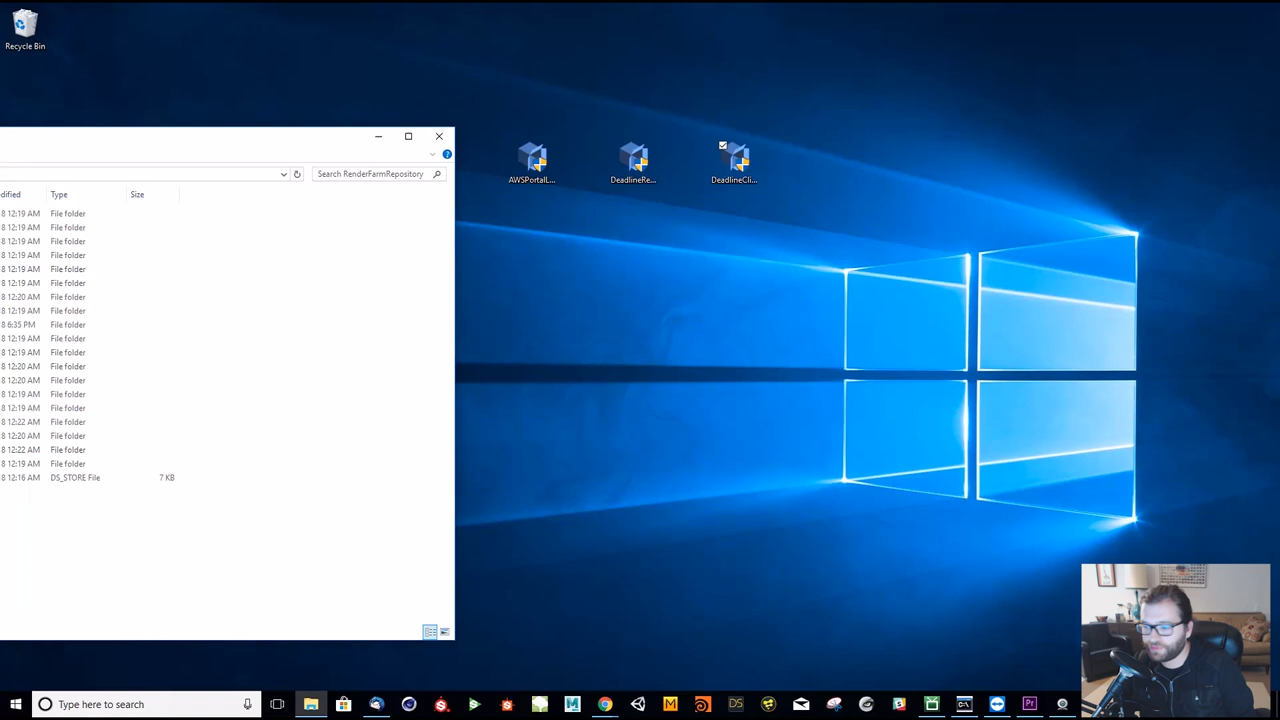 Recycle Bin
Search RenderFarmRepository
dified Type Size
8 12:19 AM File folder
8 12:19 AM File folder
8 12:19 AM File folder
8 12:19 AM File folder
8 12:19 AM File folder
8 12:19 AM File folder
8 12:20 AM File folder
8 12:19 AM File folder
8 6:35 PM File folder
8 12:19 AM File folder
8 12:19 AM File folder
8 12:20 AM File folder
8 12:20 AM File folder
8 12:19 AM File folder
8 12:19 AM File folder
8 12:22 AM File folder
8 12:20 AM File folder
8 12:22 AM File folder
8 12:19 AM File folder
8 12:16 AM DS_STORE File 7 KB
AWSPortalL... DeadlineRe... DeadlineCli...
Type here to search